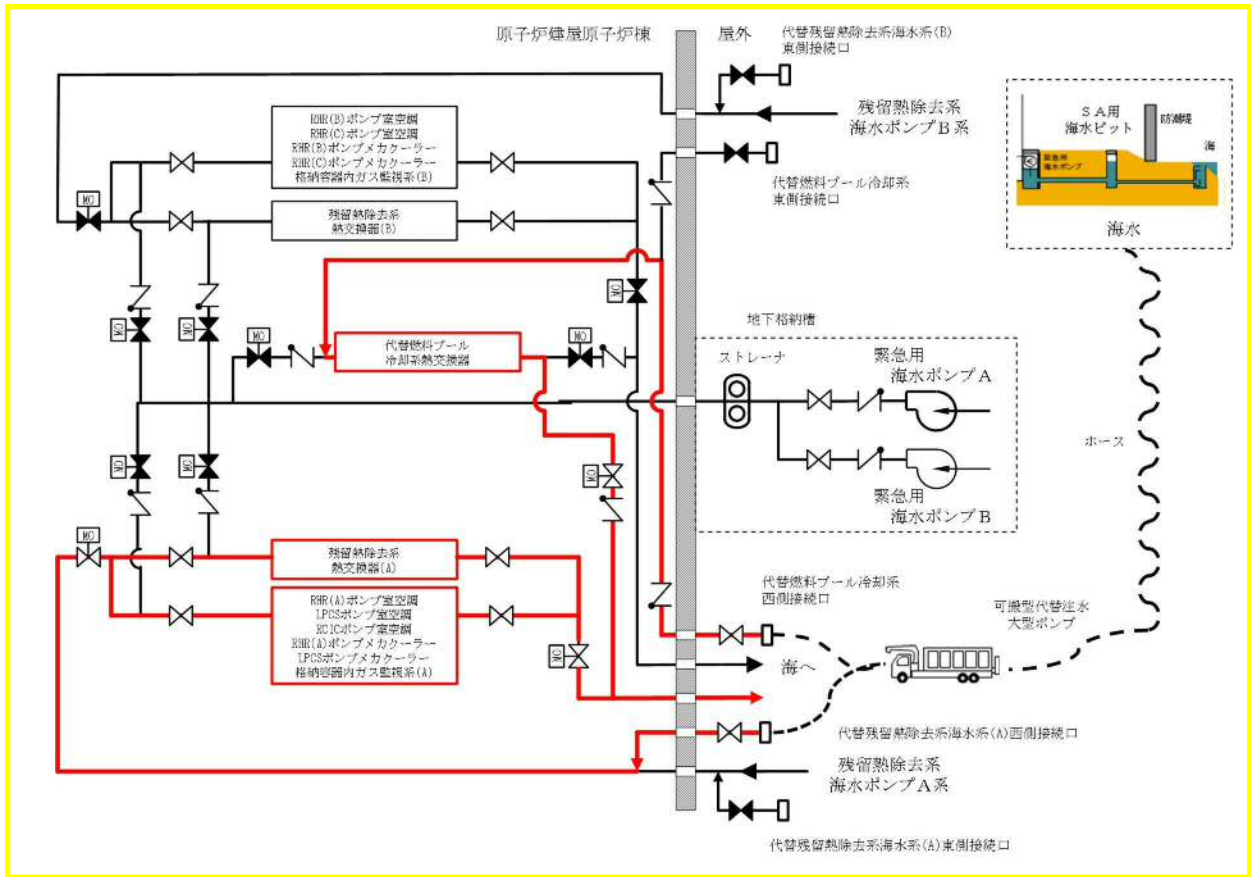 原子炉建屋原子炉棟
屋外
代替残留熱除去系海水系(B)
東側接続口
残留熱除去系
海水ポンプB系
代替燃料プール冷却系
東側接続口
SA用
海水ピット
防潮堤
海
緊急用
海水ポンプ
海水
RHR(B)ポンプ室空調
RHR(C)ポンプ室空調
RHR(B)ポンプメカクーラー
RHR(C)ポンプメカクーラー
格納容器内ガス監視系(B)
MO
残留熱除去系
熱交換器(B)
MO
MO
MO
MO
代替燃料プール
冷却系熱交換器
MO
地下格納槽
ストレーナ
緊急用
海水ポンプA
緊急用
海水ポンプB
ホース
MO
MO
MO
MO
残留熱除去系
熱交換器(A)
RHR(A)ポンプ室空調
LPCSポンプ室空調
RCICポンプ室空調
RHR(A)ポンプメカクーラー
LPCSポンプメカクーラー
格納容器内ガス監視系(A)
MO
代替燃料プール冷却系
西側接続口
可搬型代替注水
大型ポンプ
海へ
代替残留熱除去系海水系(A)西側接続口
残留熱除去系
海水ポンプA系
代替残留熱除去系海水系(A)東側接続口